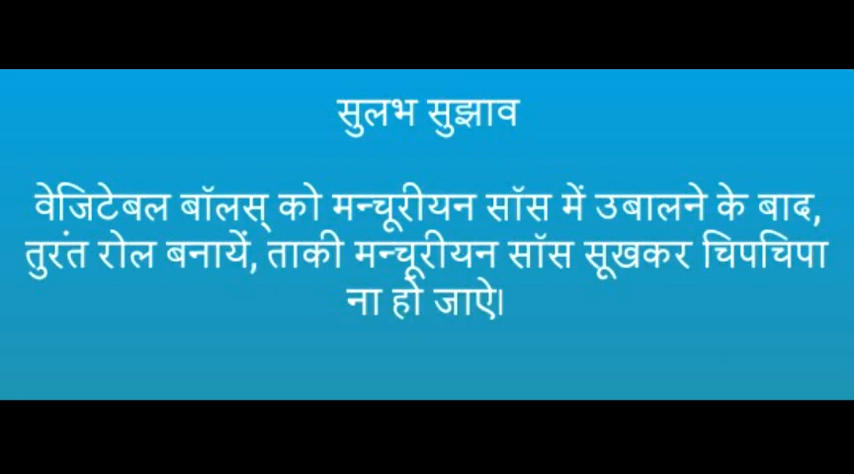 सुलभ सुझाव
वेजिटेबल बॉलस् को मन्चूरीयन सॉस में उबालने के बाद,
तुरंत रोल बनायें, ताकी मन्चूरीयन सॉस सूखकर चिपचिपा
ना हो जाऐ।